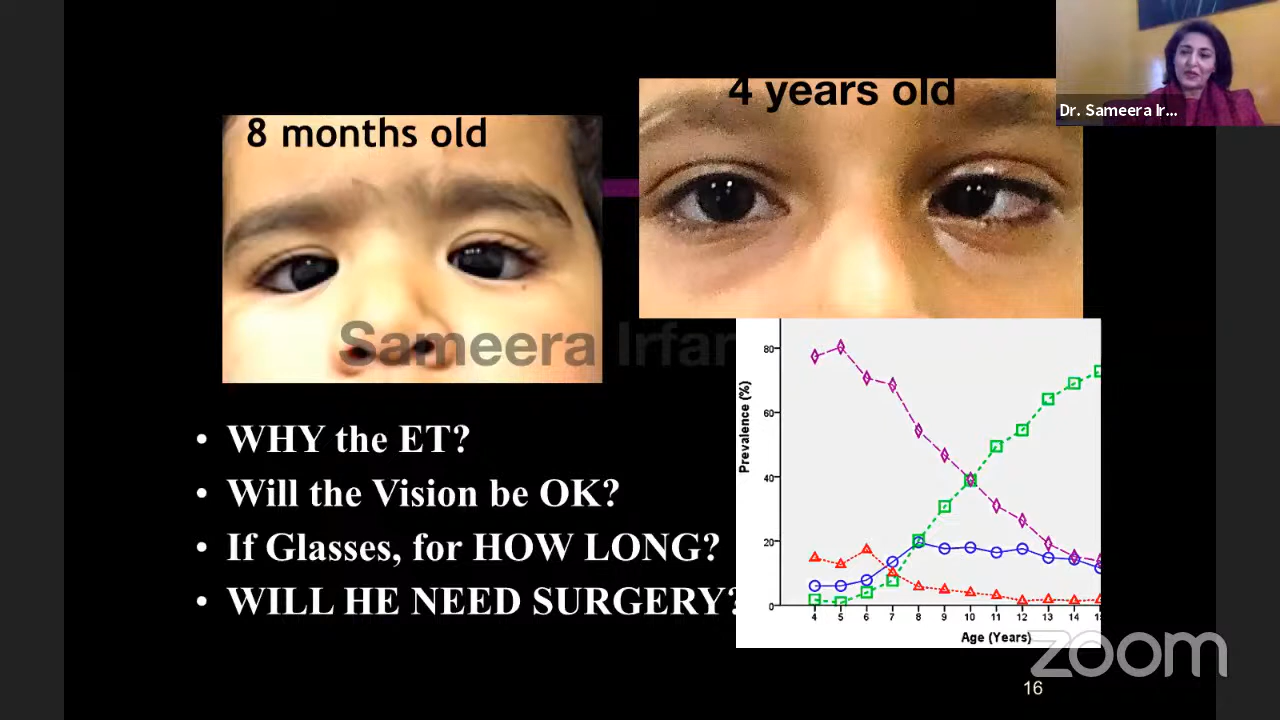 Dr. Sameera Ir...
4 years old
8 months old
Sameera Irfan
• WHY the ET?
• Will the Vision be OK?
• If Glasses, for HOW LONG?
• WILL HE NEED SURGERY?
Prevalence (%)
80
60
40
20
0
4 5 6 7 8 9 10 11 12 13 14 15
Age (Years)
zoom
16